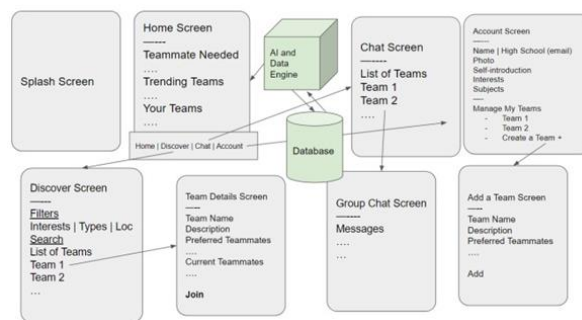 Splash Screen
Home Screen
-----
Teammate Needed
....
Trending Teams
....
Your Teams
....
Home | Discover | Chat | Account
AI and
Data
Engine
Database
Chat Screen
-----
List of Teams
Team 1
Team 2
....
Account Screen
-----
Name | High School (email)
Photo
Self-introduction
Interests
Subjects
----
Manage My Teams
- Team 1
- Team 2
- Create a Team +
Discover Screen
-----
Filters
Interests | Types | Loc
Search
List of Teams
Team 1
Team 2
...
Team Details Screen
-----
Team Name
Description
Preferred Teammates
....
Current Teammates
....
Join
Group Chat Screen
-----
Messages
....
...
Add a Team Screen
-----
Team Name
Description
Preferred Teammates
....
Add